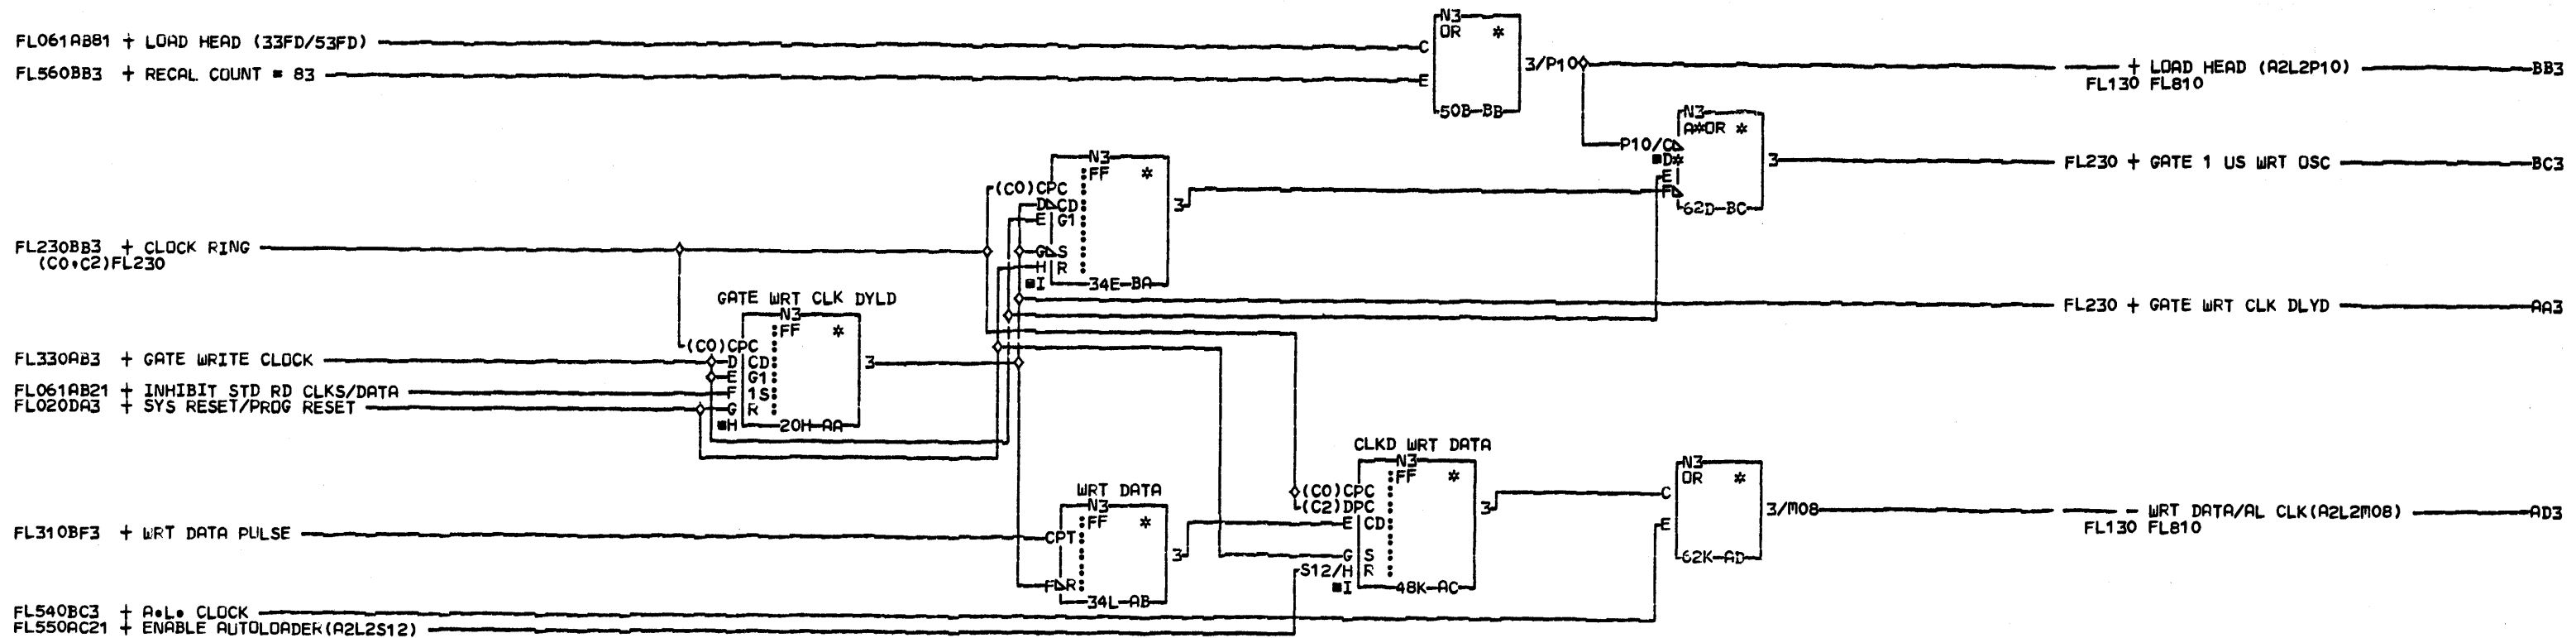 FL061AB81 + LOAD HEAD (33FD/53FD)
FL560BB3 + RECAL COUNT = 83
N3
OR *
C
E
3/P10
50B-BB
+ LOAD HEAD (A2L2P10) BB3
FL130 FL810
N3
A*OR *
P10/C
■D*
E
F
3
62D-BC
FL230 + GATE 1 US WRT OSC BC3
N3
FF *
(C0)CPC
D CD
E G1
G S
H R
■I
3
34E-BA
FL230BB3 + CLOCK RING
(C0,C2)FL230
FL230 + GATE WRT CLK DLYD AA3
GATE WRT CLK DYLD
N3
FF *
(C0)CPC
D CD
E G1
F 1S
G R
■H
3
20H-AA
FL330AB3 + GATE WRITE CLOCK
FL061AB21 + INHIBIT STD RD CLKS/DATA
FL020DA3 + SYS RESET/PROG RESET
CLKD WRT DATA
N3
FF *
(C0)CPC
(C2)DPC
E CD
G S
S12/H R
■I
3
48K-AC
N3
OR *
C
E
3/M08
62K-AD
- WRT DATA/AL CLK(A2L2M08) AD3
FL130 FL810
WRT DATA
N3
FF *
CPT
F R
3
34L-AB
FL310BF3 + WRT DATA PULSE
FL540BC3 + A.L. CLOCK
FL550AC21 + ENABLE AUTOLOADER(A2L2S12)